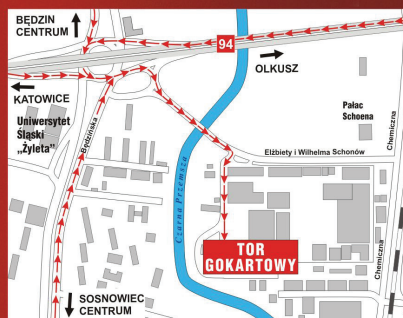 BĘDZIN
CENTRUM
94
OLKUSZ
KATOWICE
Uniwersytet
Śląski
„Żyleta”
Będzińska
Pałac
Schoena
Chemiczna
Elżbiety i Wilhelma Schonów
Czarna Przemsza
TOR
GOKARTOWY
Chemiczna
SOSNOWIEC
CENTRUM